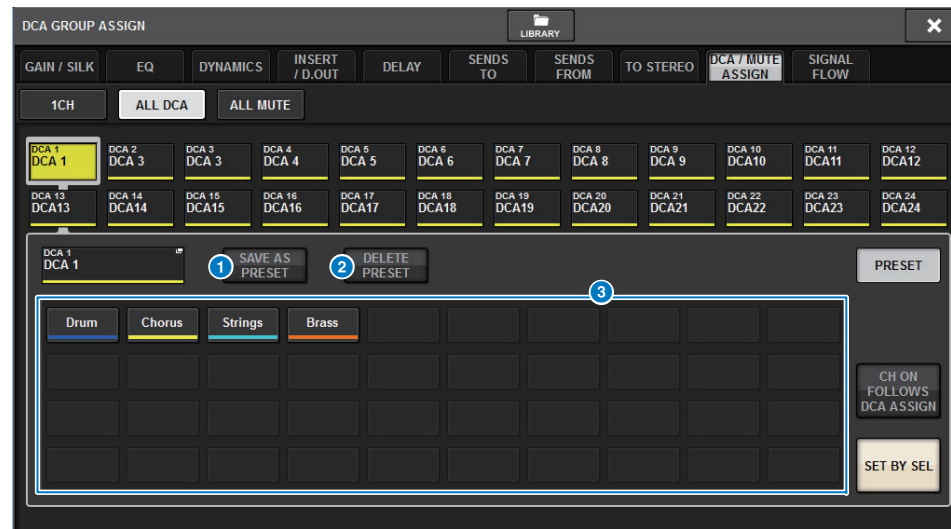 DCA GROUP ASSIGN
LIBRARY
GAIN / SILK
EQ
DYNAMICS
INSERT
/ D.OUT
DELAY
SENDS
TO
SENDS
FROM
TO STEREO
DCA / MUTE
ASSIGN
SIGNAL
FLOW
1CH
ALL DCA
ALL MUTE
DCA 1
DCA 1
DCA 2
DCA 3
DCA 3
DCA 3
DCA 4
DCA 4
DCA 5
DCA 5
DCA 6
DCA 6
DCA 7
DCA 7
DCA 8
DCA 8
DCA 9
DCA 9
DCA 10
DCA10
DCA 11
DCA11
DCA 12
DCA12
DCA 13
DCA13
DCA 14
DCA14
DCA 15
DCA15
DCA 16
DCA16
DCA 17
DCA17
DCA 18
DCA18
DCA 19
DCA19
DCA 20
DCA20
DCA 21
DCA21
DCA 22
DCA22
DCA 23
DCA23
DCA 24
DCA24
DCA 1
DCA 1
1
SAVE AS
PRESET
2
DELETE
PRESET
PRESET
3
Drum
Chorus
Strings
Brass
CH ON
FOLLOWS
DCA ASSIGN
SET BY SEL